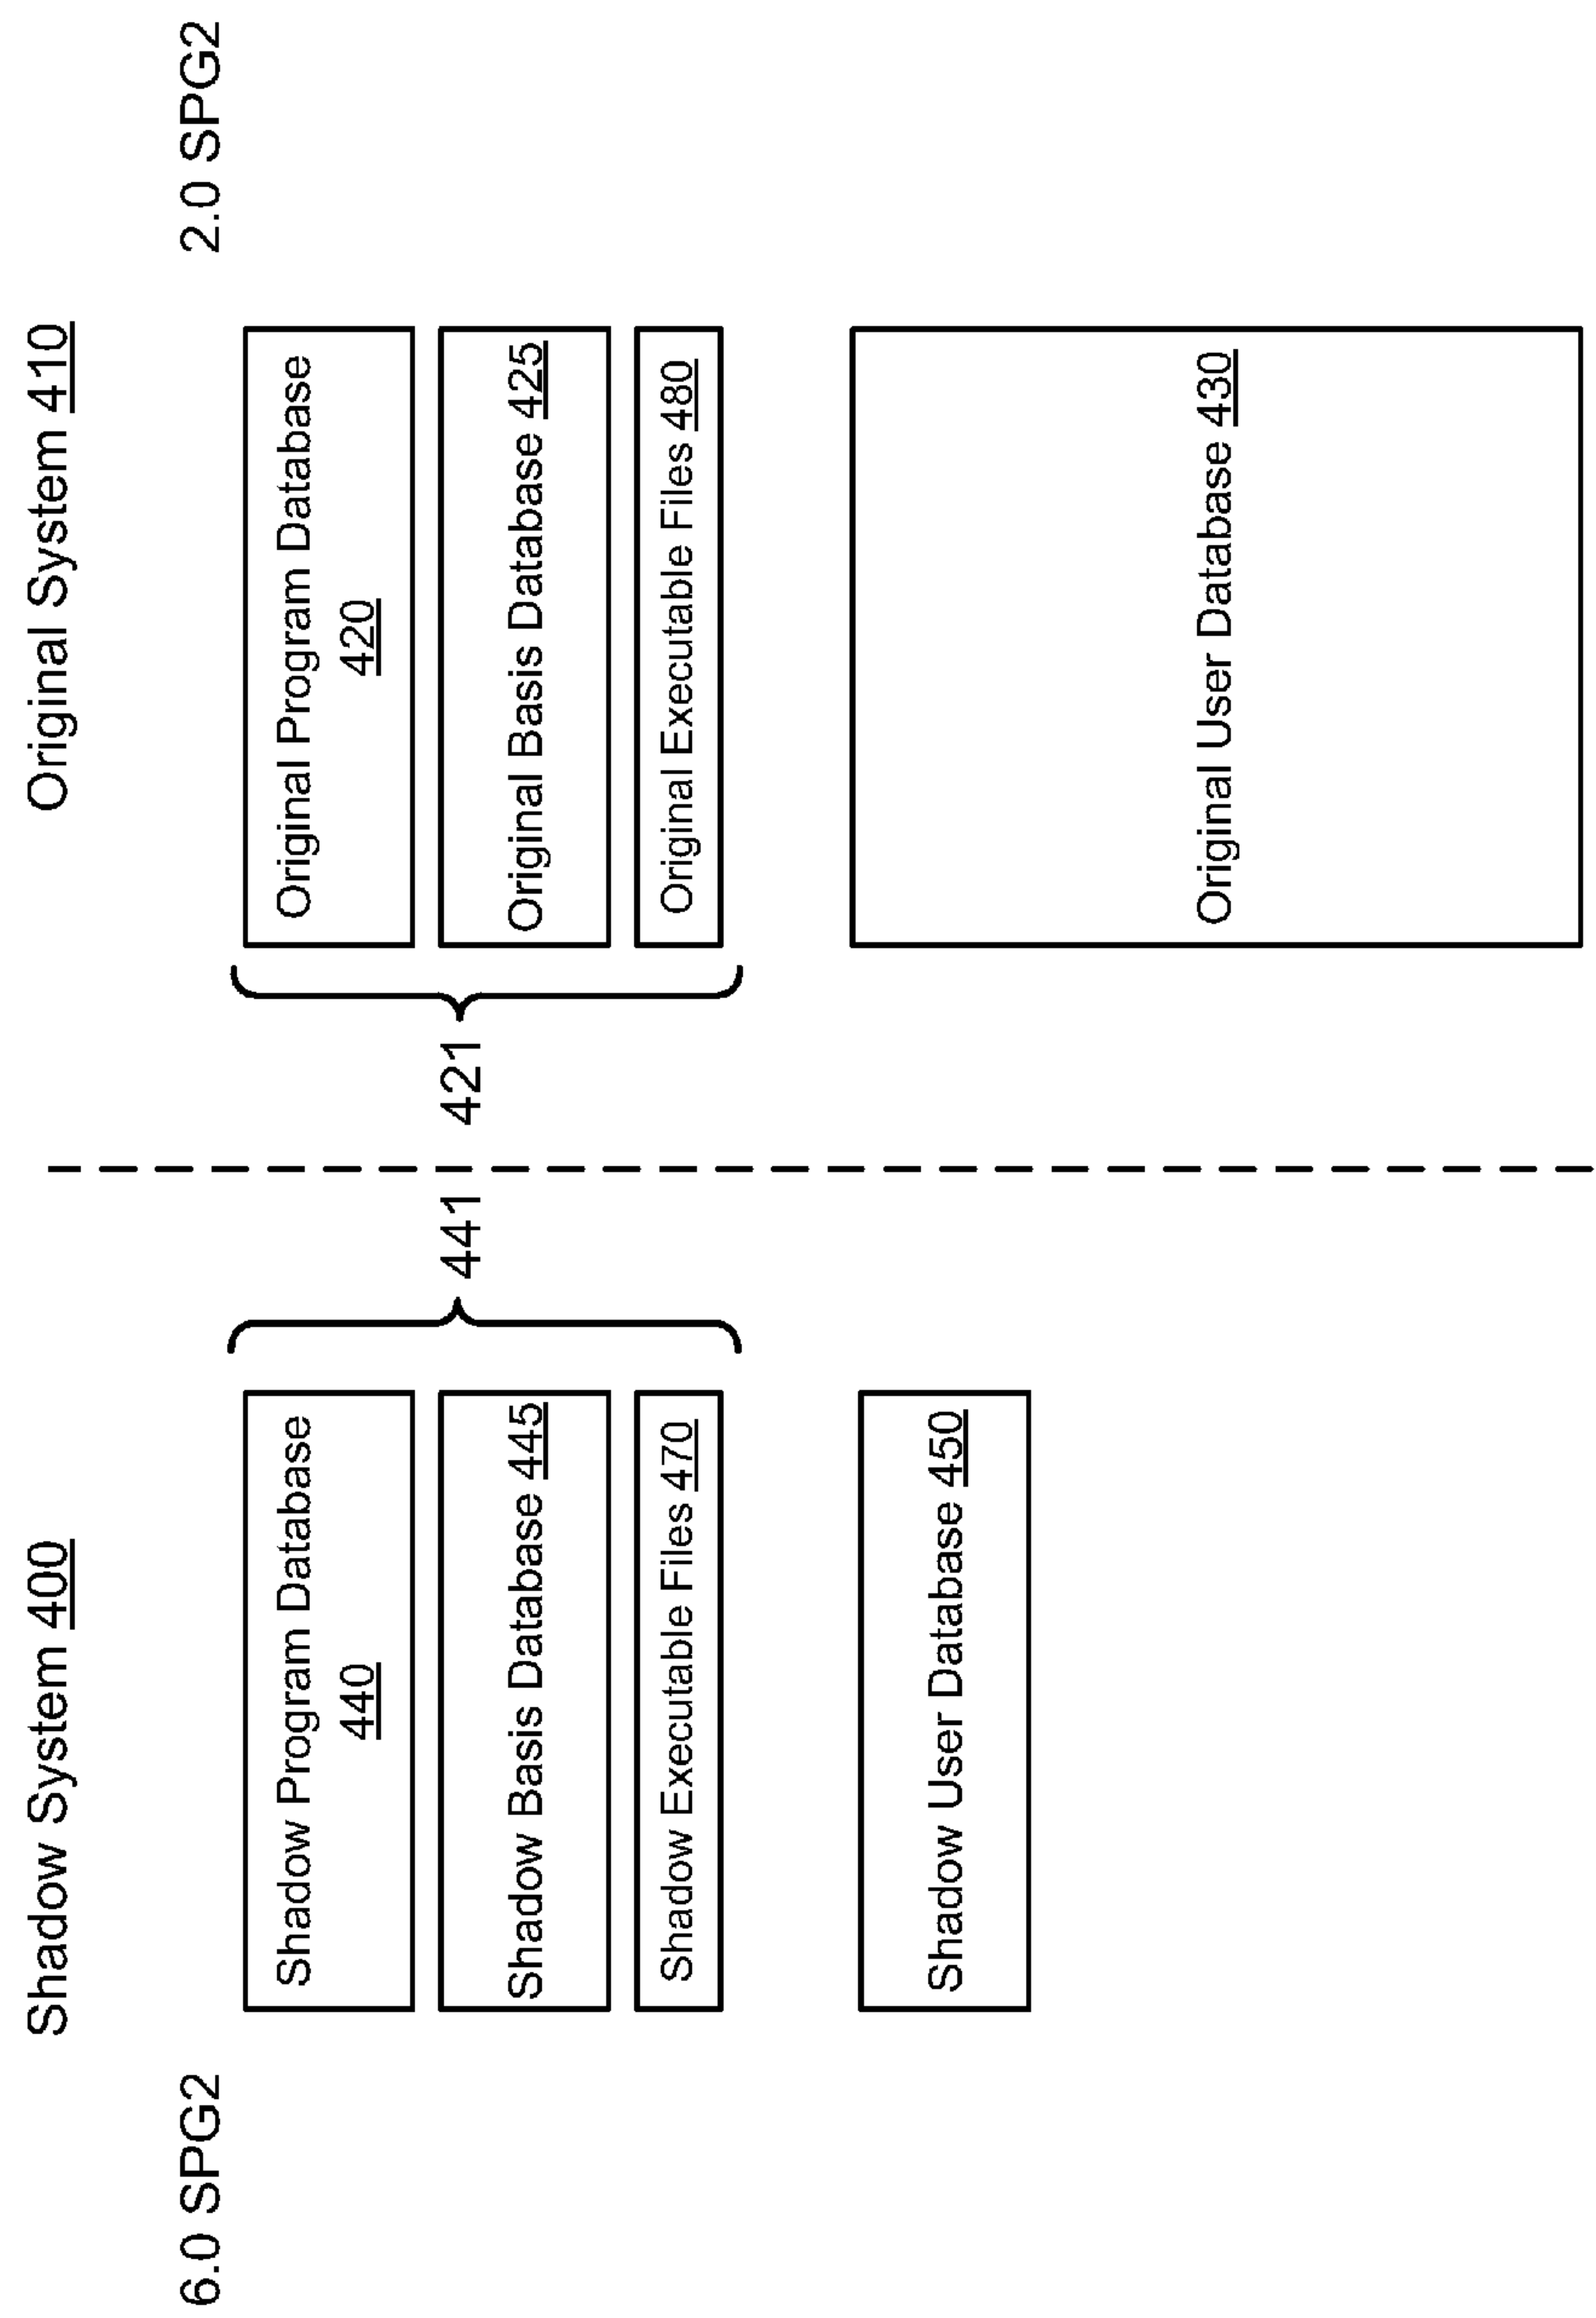 Shadow System 400
Original System 410
6.0 SPG2
2.0 SPG2
Shadow Program Database
440
Shadow Basis Database 445
Shadow Executable Files 470
441
Shadow User Database 450
421
Original Program Database
420
Original Basis Database 425
Original Executable Files 480
Original User Database 430